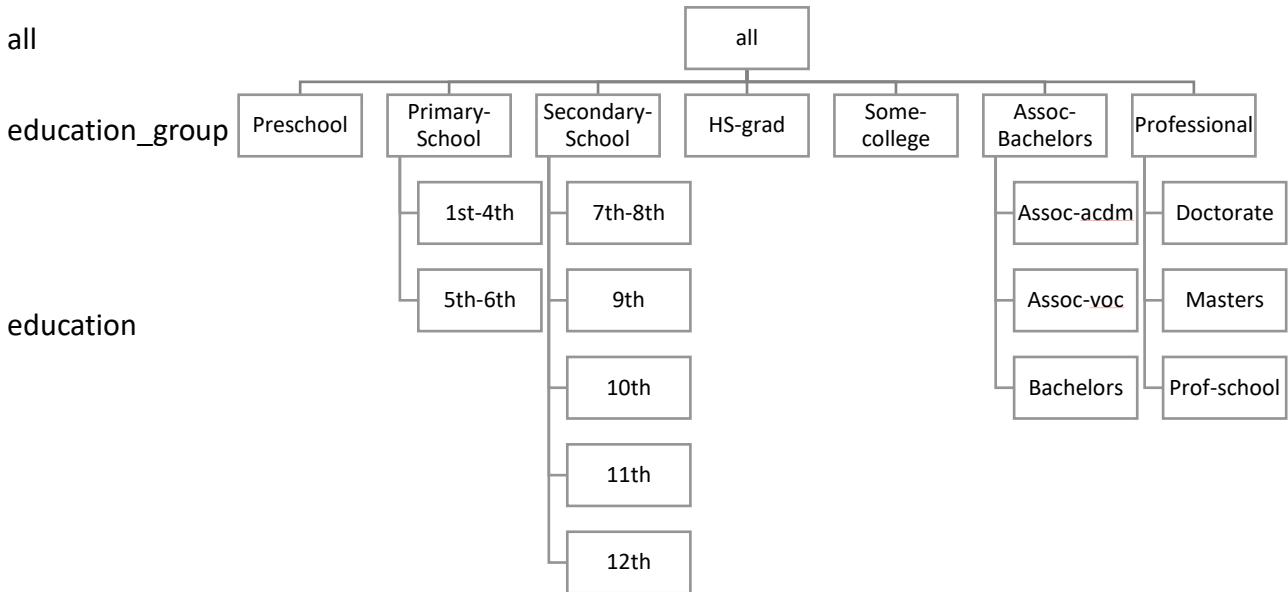 all
all
education_group
Preschool
Primary-
School
Secondary-
School
HS-grad
Some-
college
Assoc-
Bachelors
Professional
1st-4th
7th-8th
Assoc-acdm
Doctorate
5th-6th
9th
Assoc-voc
Masters
education
10th
Bachelors
Prof-school
11th
12th